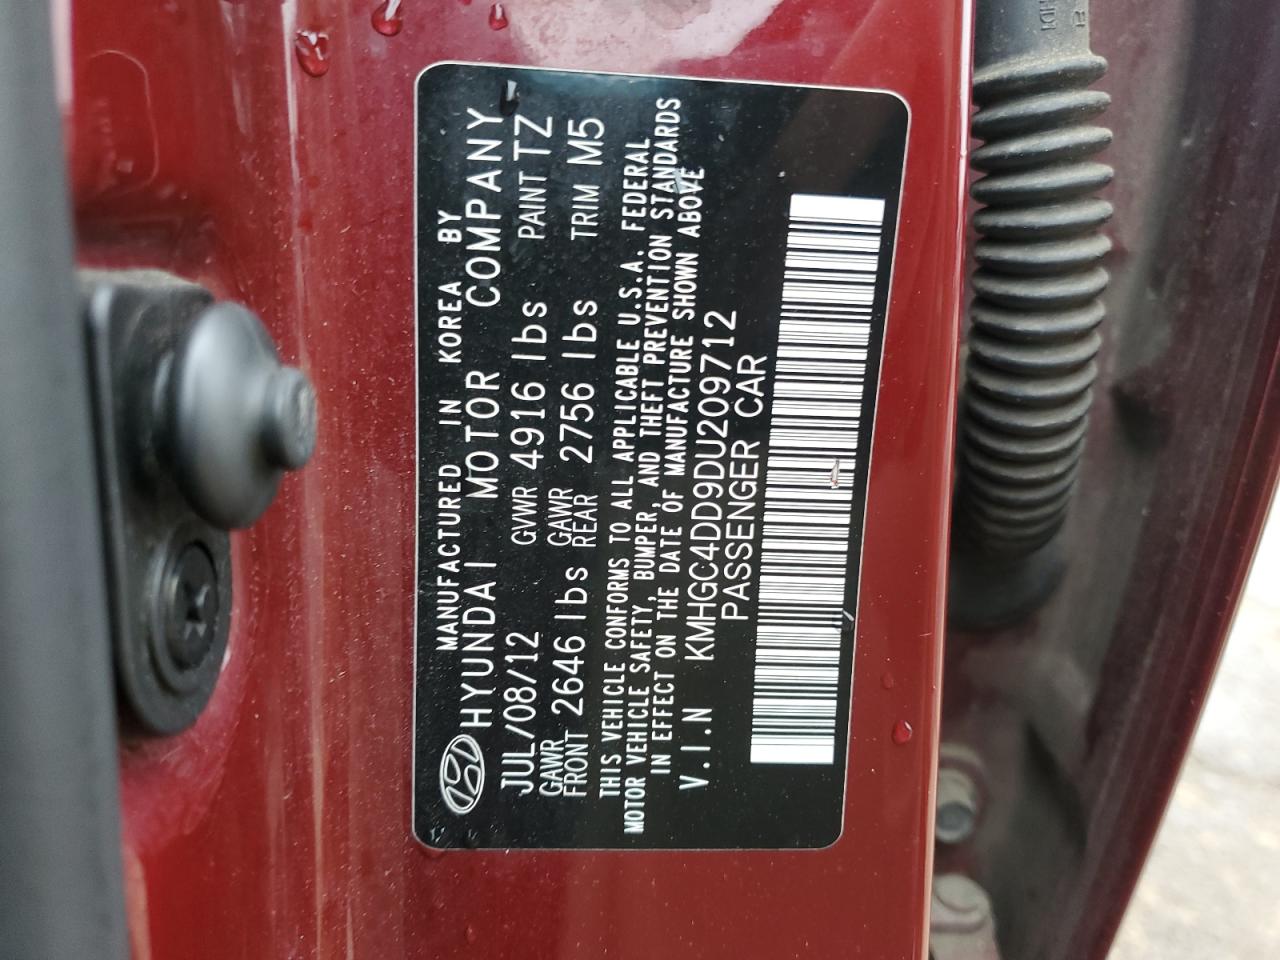 MANUFACTURED IN KOREA BY
HYUNDAI MOTOR COMPANY
JUL/08/12 GVWR 4916 lbs PAINT TZ
GAWR FRONT 2646 lbs GAWR REAR 2756 lbs TRIM M5
THIS VEHICLE CONFORMS TO ALL APPLICABLE U.S.A. FEDERAL
MOTOR VEHICLE SAFETY, BUMPER, AND THEFT PREVENTION STANDARDS
IN EFFECT ON THE DATE OF MANUFACTURE SHOWN ABOVE
V.I.N KMHGC4DD9DU209712
PASSENGER CAR